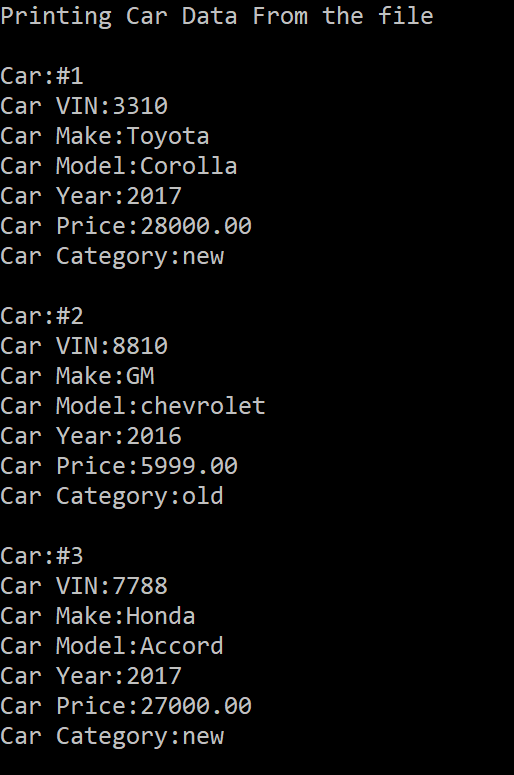 Printing Car Data From the file
Car:#1
Car VIN:3310
Car Make:Toyota
Car Model:Corolla
Car Year:2017
Car Price:28000.00
Car Category:new
Car:#2
Car VIN:8810
Car Make:GM
Car Model:chevrolet
Car Year:2016
Car Price:5999.00
Car Category:old
Car:#3
Car VIN:7788
Car Make:Honda
Car Model:Accord
Car Year:2017
Car Price:27000.00
Car Category:new